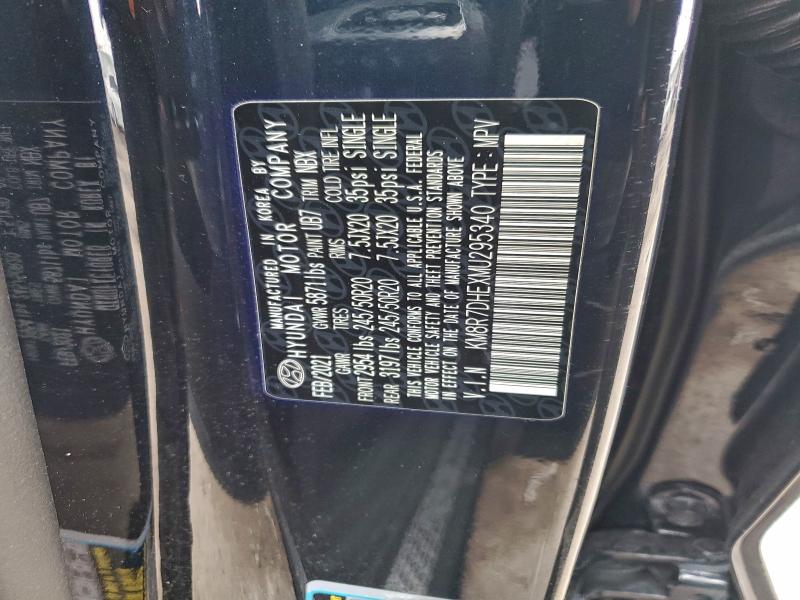 MANUFACTURED IN KOREA BY
HYUNDAI MOTOR COMPANY
FEB/2021 GVWR 5871lbs PAINT UB7 TRIM NBX
GAWR TIRES RIMS COLD TIRE INFL.
FRONT 2954 lbs 245/50R20 7.5JX20 35psi SINGLE
REAR 3197 lbs 245/50R20 7.5JX20 35psi SINGLE
THIS VEHICLE CONFORMS TO ALL APPLICABLE U.S.A. FEDERAL
MOTOR VEHICLE SAFETY AND THEFT PREVENTION STANDARDS
IN EFFECT ON THE DATE OF MANUFACTURE SHOWN ABOVE.
V.I.N KM8R7DHEXMU295340 TYPE : MPV